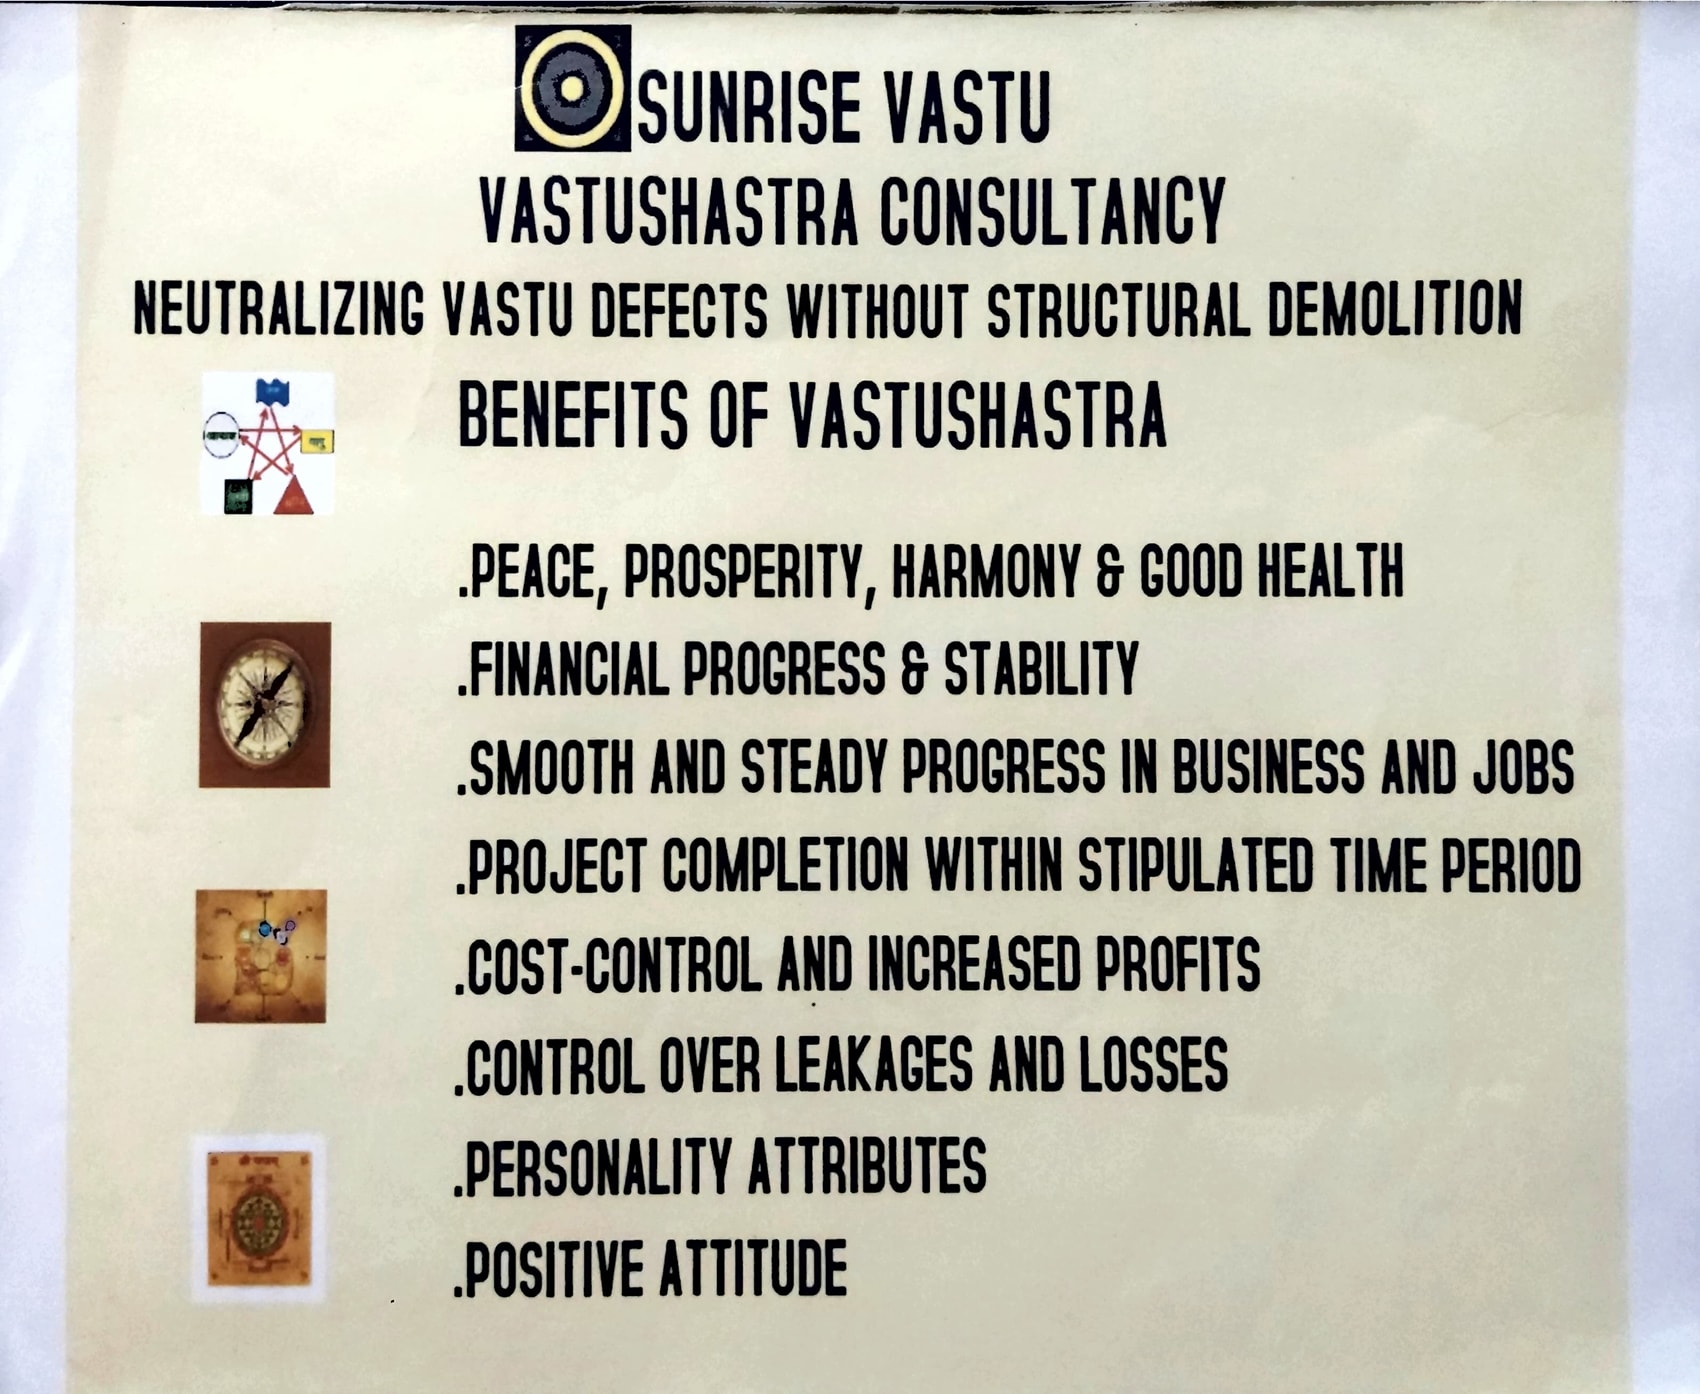 SUNRISE VASTU
VASTUSHASTRA CONSULTANCY
NEUTRALIZING VASTU DEFECTS WITHOUT STRUCTURAL DEMOLITION
BENEFITS OF VASTUSHASTRA
.PEACE, PROSPERITY, HARMONY & GOOD HEALTH
.FINANCIAL PROGRESS & STABILITY
.SMOOTH AND STEADY PROGRESS IN BUSINESS AND JOBS
.PROJECT COMPLETION WITHIN STIPULATED TIME PERIOD
.COST-CONTROL AND INCREASED PROFITS
.CONTROL OVER LEAKAGES AND LOSSES
.PERSONALITY ATTRIBUTES
.POSITIVE ATTITUDE